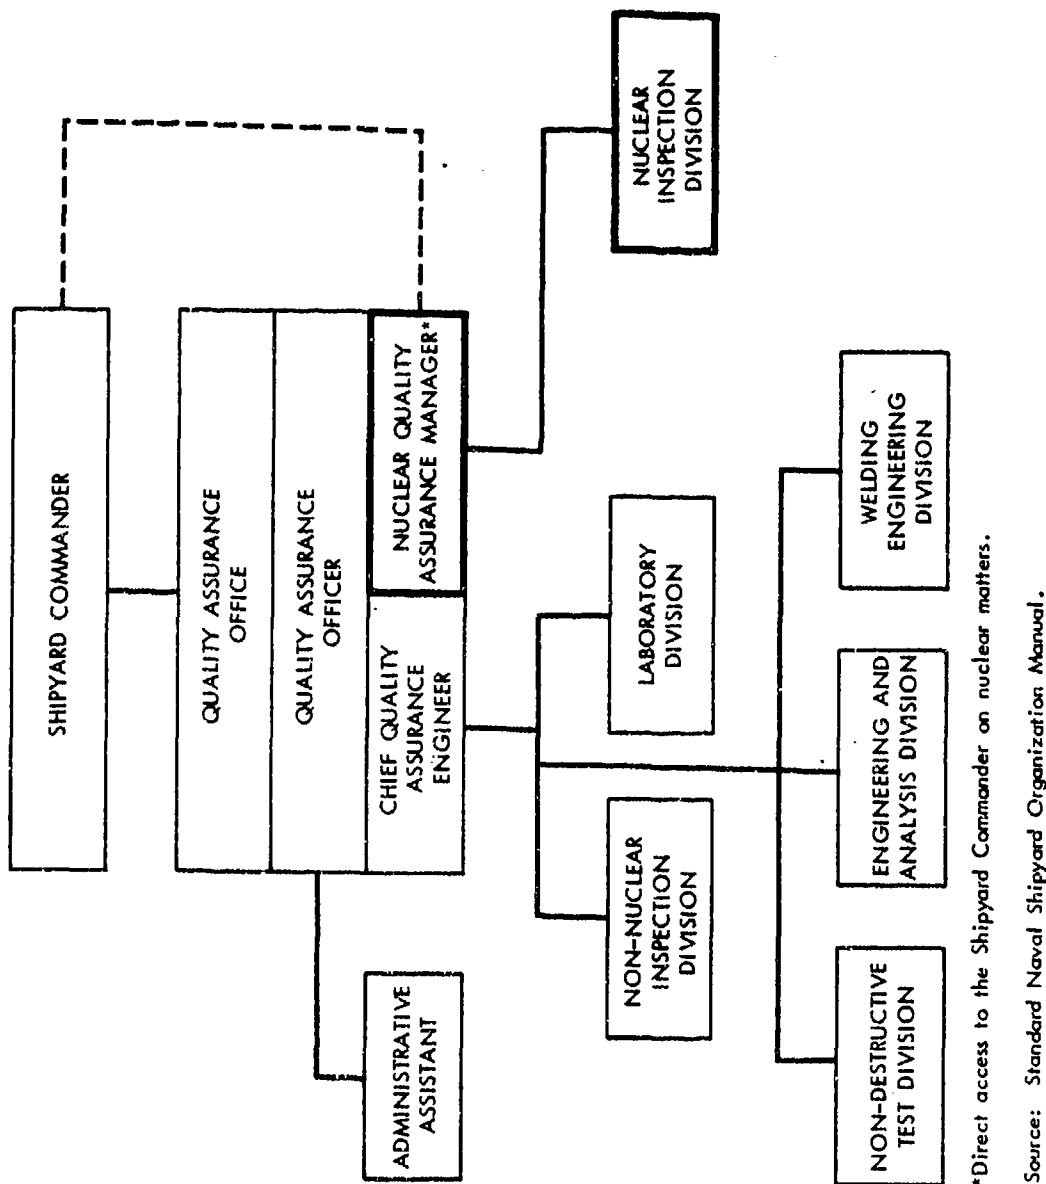 SHIPYARD COMMANDER
QUALITY ASSURANCE
OFFICE
QUALITY ASSURANCE
OFFICER
CHIEF QUALITY
ASSURANCE
ENGINEER
NUCLEAR QUALITY
ASSURANCE MANAGER*
ADMINISTRATIVE
ASSISTANT
NON-NUCLEAR
INSPECTION
DIVISION
LABORATORY
DIVISION
NUCLEAR
INSPECTION
DIVISION
NON-DESTRUCTIVE
TEST DIVISION
ENGINEERING AND
ANALYSIS DIVISION
WELDING
ENGINEERING
DIVISION
*Direct access to the Shipyard Commander on nuclear matters.
Source: Standard Naval Shipyard Organization Manual.